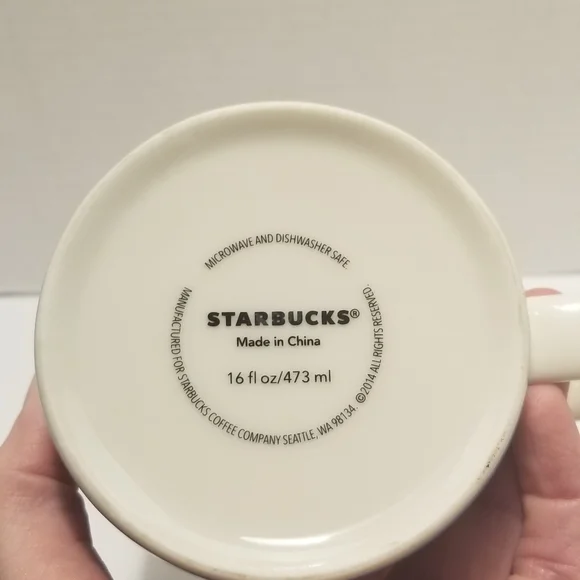 MICROWAVE AND DISHWASHER SAFE.
STARBUCKS®
Made in China
16 fl oz/473 ml
MANUFACTURED FOR STARBUCKS COFFEE COMPANY SEATTLE, WA 98134. ©2014 ALL RIGHTS RESERVED.